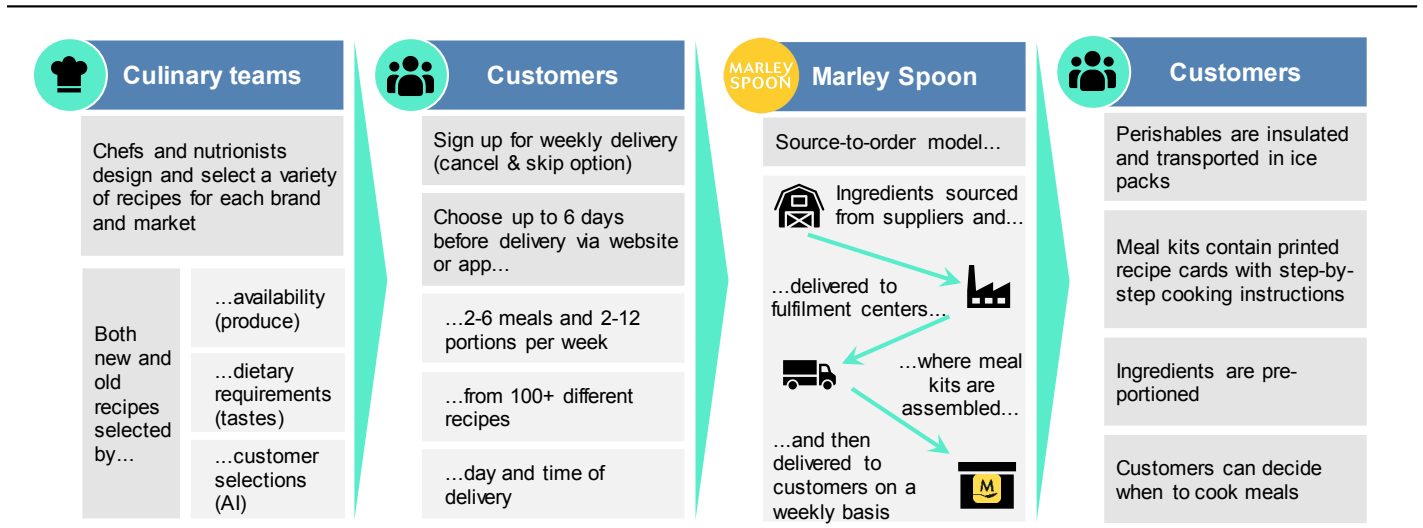 Culinary teams
Chefs and nutrionists
design and select a variety
of recipes for each brand
and market
Both
new and
old
recipes
selected
by…
…availability
(produce)
…dietary
requirements
(tastes)
…customer
selections
(AI)
Customers
Sign up for weekly delivery
(cancel & skip option)
Choose up to 6 days
before delivery via website
or app…
…2-6 meals and 2-12
portions per week
…from 100+ different
recipes
…day and time of
delivery
MARLEY
SPOON
Marley Spoon
Source-to-order model…
Ingredients sourced
from suppliers and…
…delivered to
fulfilment centers…
…where meal
kits are
assembled…
…and then
delivered to
customers on a
weekly basis
M
Customers
Perishables are insulated
and transported in ice
packs
Meal kits contain printed
recipe cards with step-by-
step cooking instructions
Ingredients are pre-
portioned
Customers can decide
when to cook meals